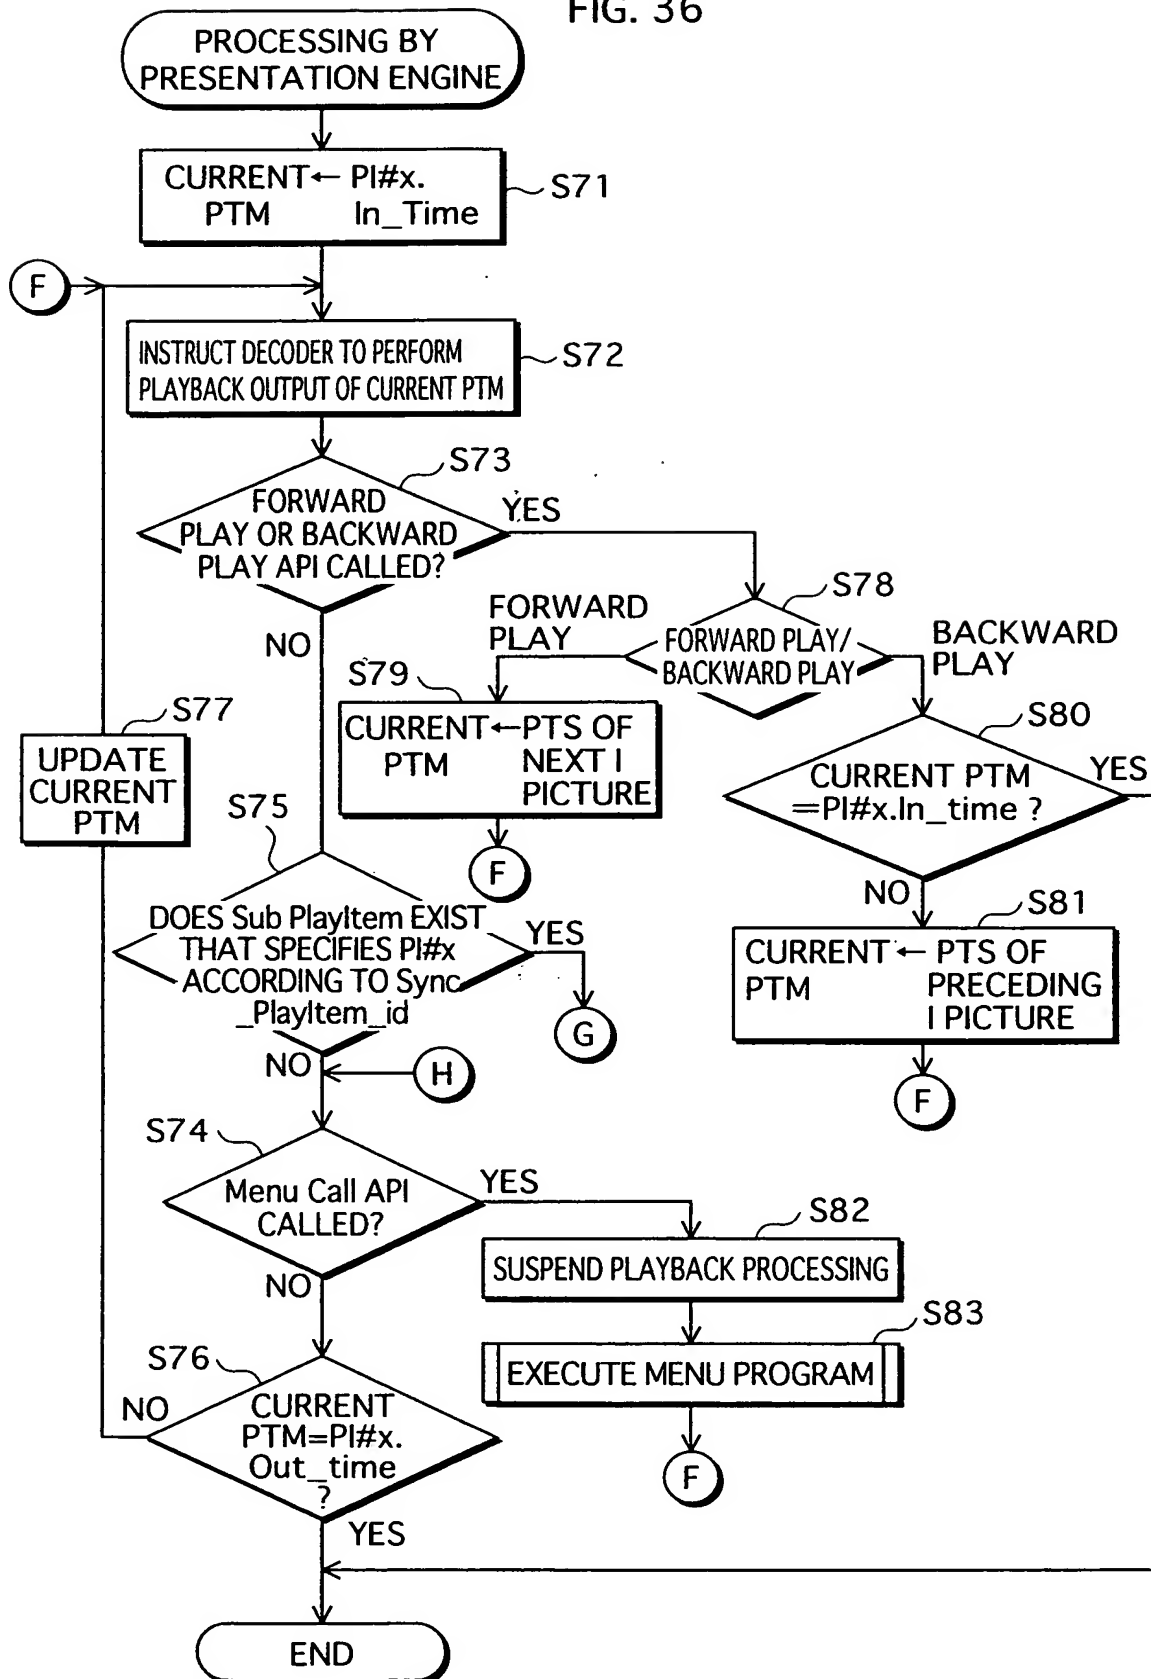 FIG. 36
PROCESSING BY
PRESENTATION ENGINE
CURRENT ← PI#x.
PTM In_Time
S71
F
INSTRUCT DECODER TO PERFORM
PLAYBACK OUTPUT OF CURRENT PTM
S72
S73
FORWARD
PLAY OR BACKWARD
PLAY API CALLED?
YES
NO
S78
FORWARD
PLAY
FORWARD PLAY/
BACKWARD PLAY
BACKWARD
PLAY
S79
CURRENT ← PTS OF
PTM NEXT I
PICTURE
F
S80
CURRENT PTM
=PI#x.In_time ?
YES
NO
S81
CURRENT ← PTS OF
PTM PRECEDING
I PICTURE
F
S77
UPDATE
CURRENT
PTM
S75
DOES Sub PlayItem EXIST
THAT SPECIFIES PI#x
ACCORDING TO Sync
_PlayItem_id
YES
G
NO
H
S74
Menu Call API
CALLED?
YES
NO
S82
SUSPEND PLAYBACK PROCESSING
S83
EXECUTE MENU PROGRAM
F
S76
NO
CURRENT
PTM=PI#x.
Out_time
?
YES
END